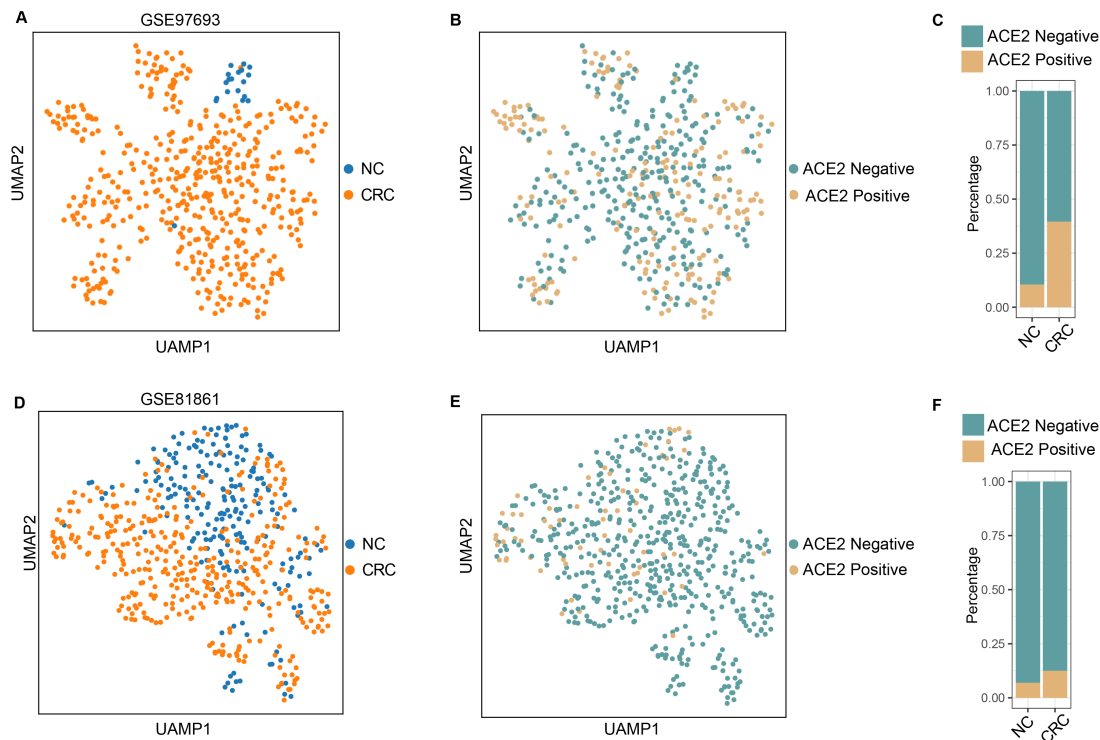 A
GSE97693
UMAP2
UAMP1
NC
CRC
B
UMAP2
UAMP1
ACE2 Negative
ACE2 Positive
C
ACE2 Negative
ACE2 Positive
Percentage
1.00
0.75
0.50
0.25
0.00
NC
CRC
D
GSE81861
UMAP2
UAMP1
NC
CRC
E
UMAP2
UAMP1
ACE2 Negative
ACE2 Positive
F
ACE2 Negative
ACE2 Positive
Percentage
1.00
0.75
0.50
0.25
0.00
NC
CRC